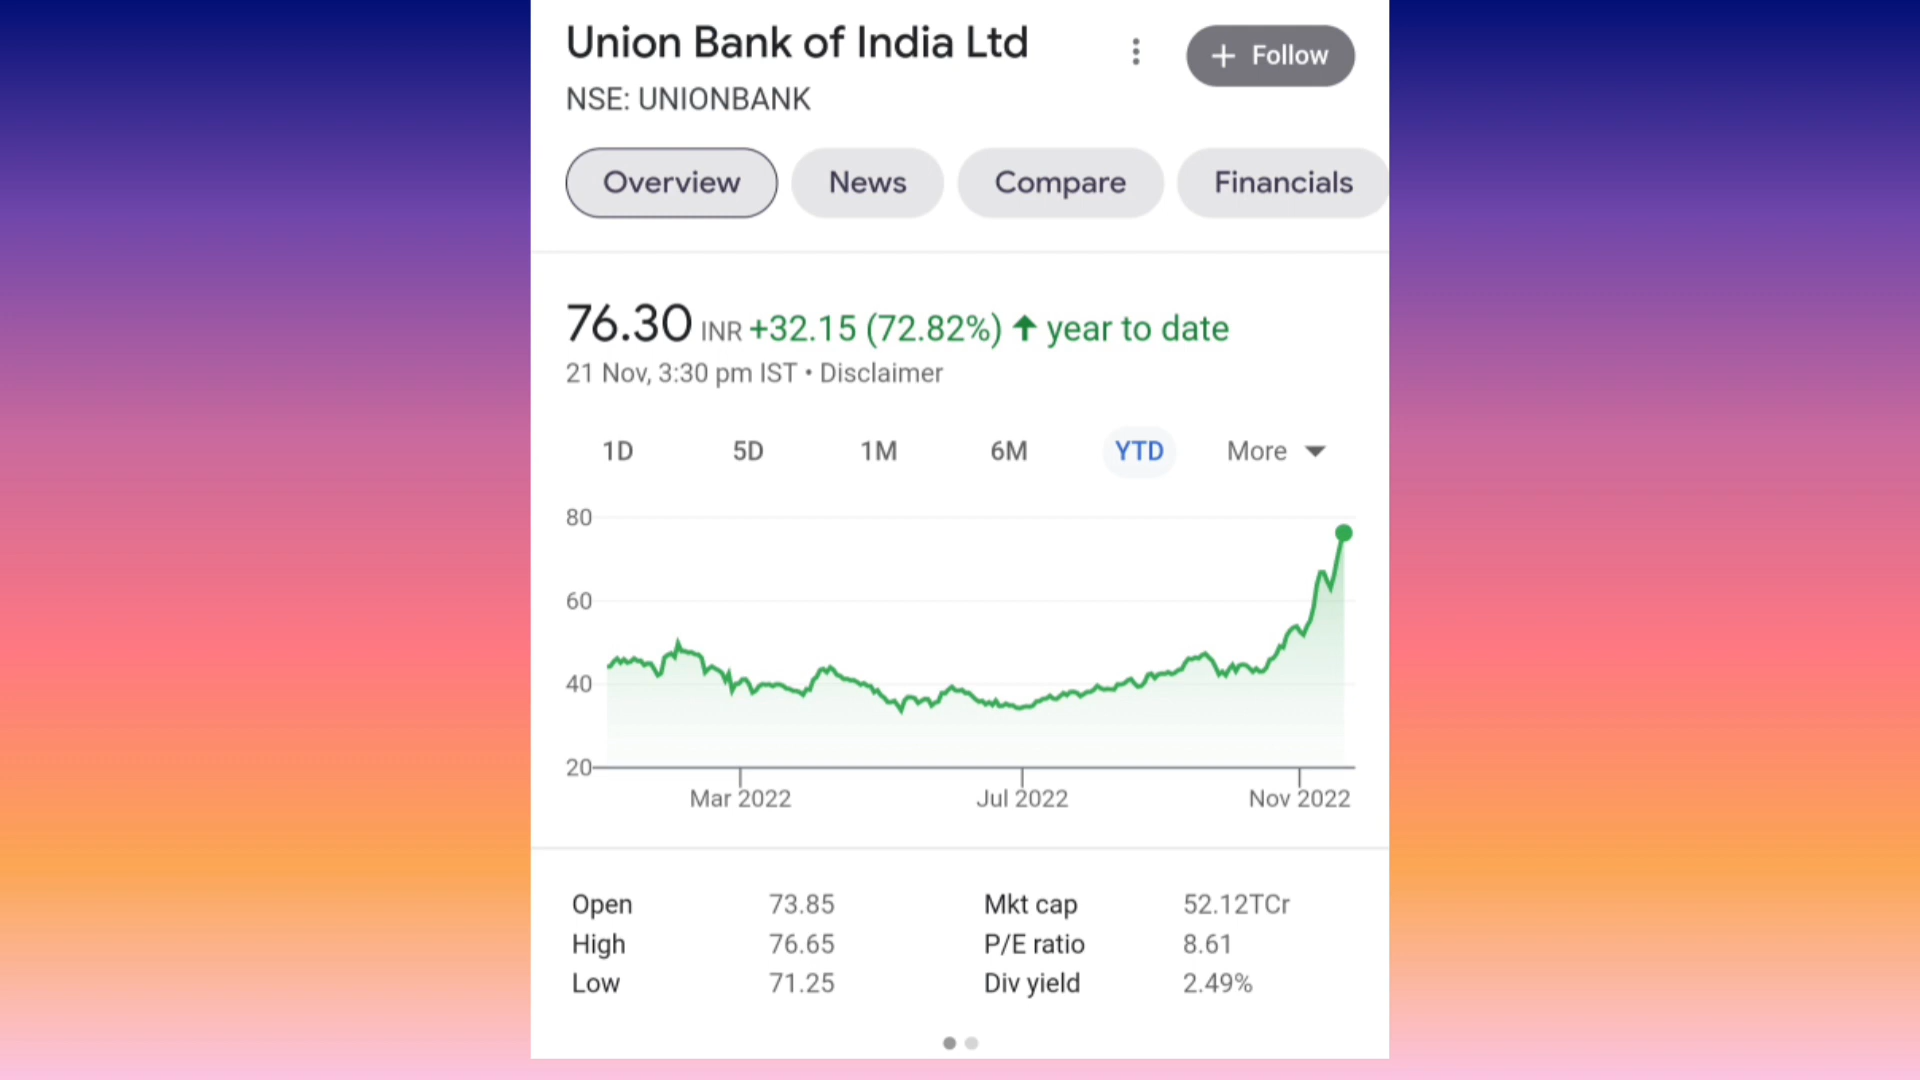 Union Bank of India Ltd
+ Follow
NSE: UNIONBANK
Overview News Compare Financials
76.30 INR +32.15 (72.82%) ↑ year to date
21 Nov, 3:30 pm IST • Disclaimer
1D 5D 1M 6M YTD More
80
60
40
20
Mar 2022 Jul 2022 Nov 2022
Open 73.85 Mkt cap 52.12TCr
High 76.65 P/E ratio 8.61
Low 71.25 Div yield 2.49%